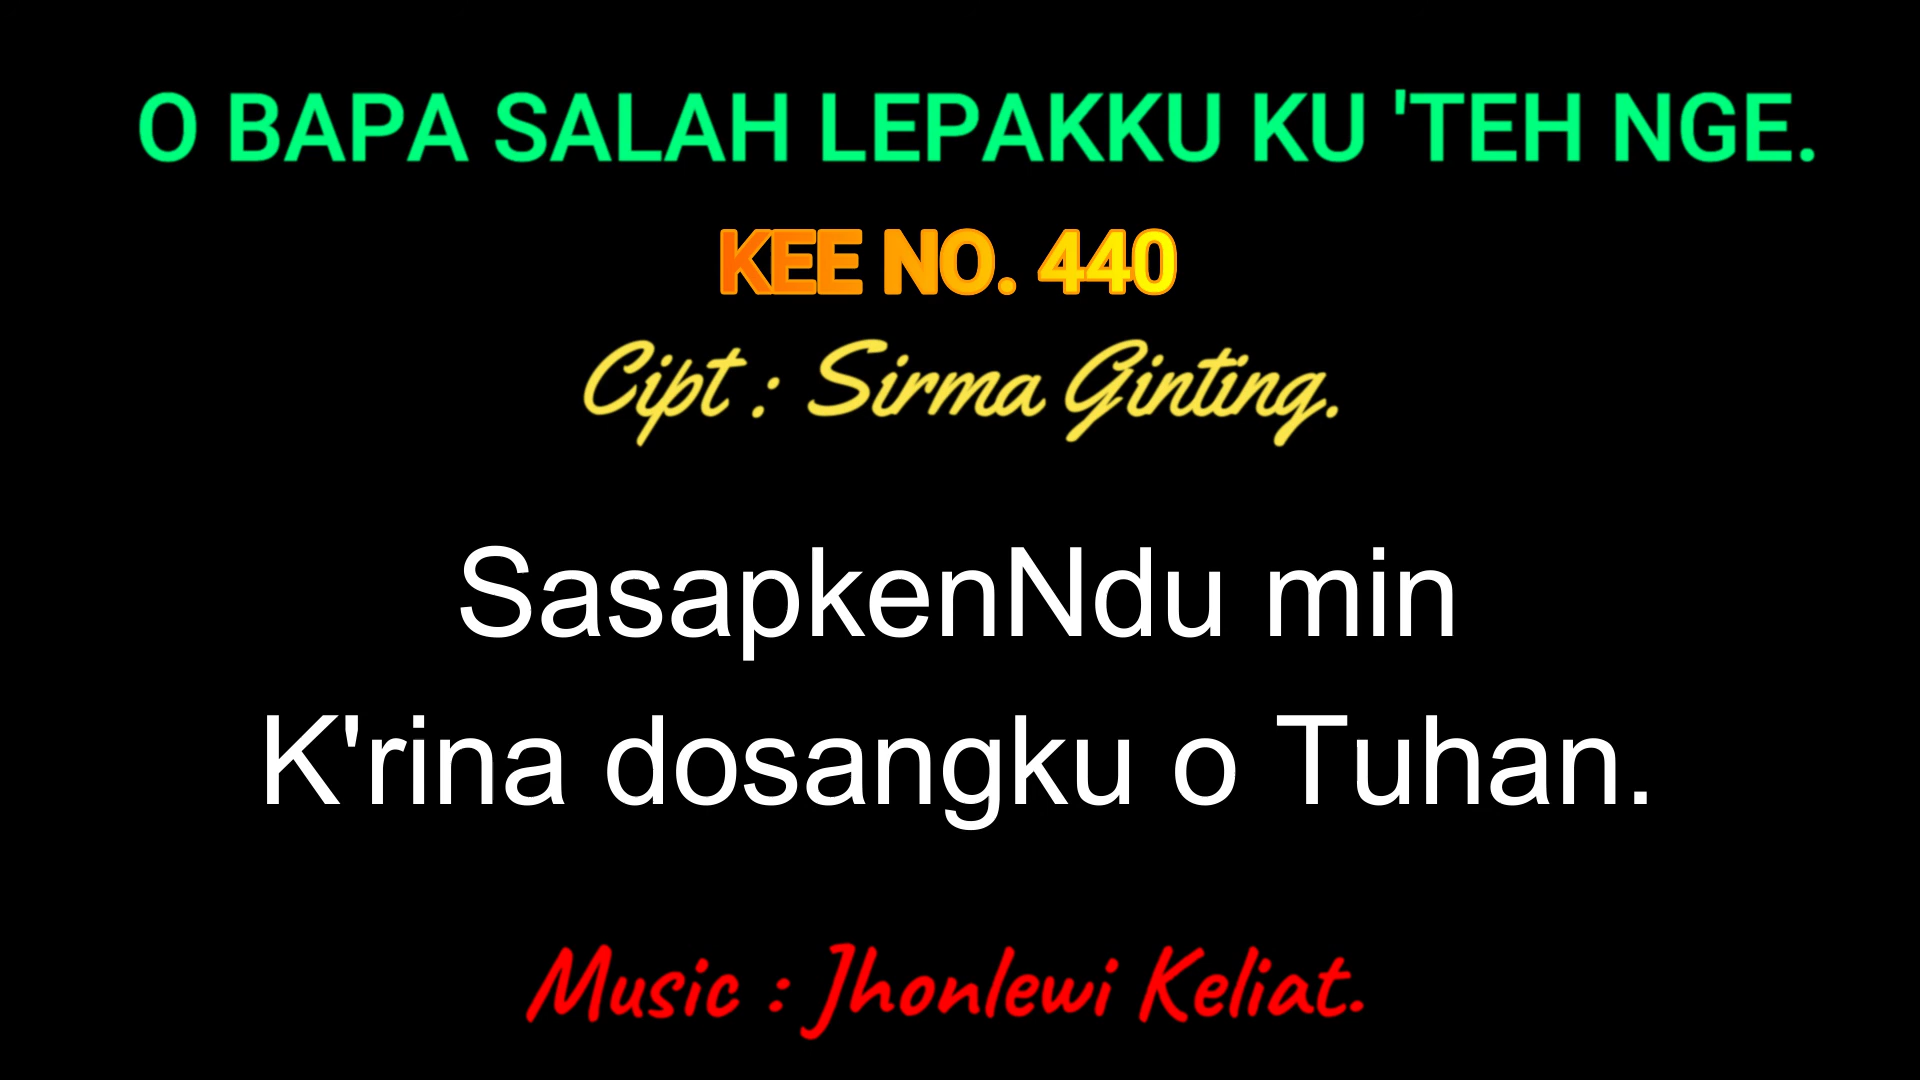 O BAPA SALAH LEPAKKU KU 'TEH NGE.
KEE NO. 440
Cipt : Sirma Ginting.
SasapkenNdu min
K'rina dosangku o Tuhan.
Music : Jhonlewi Keliat.